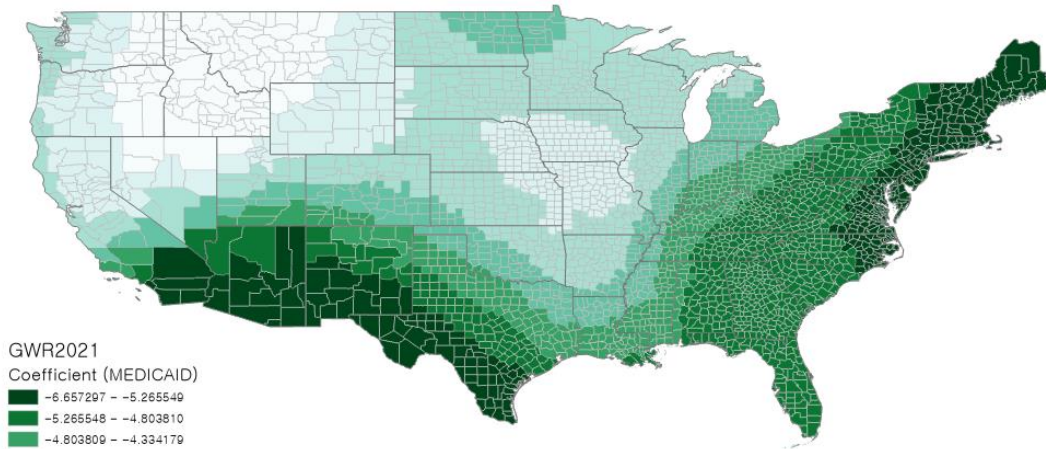 GWR2021
Coefficient (MEDICAID)
-6.657297 - -5.265549
-5.265548 - -4.803810
-4.803809 - -4.334179